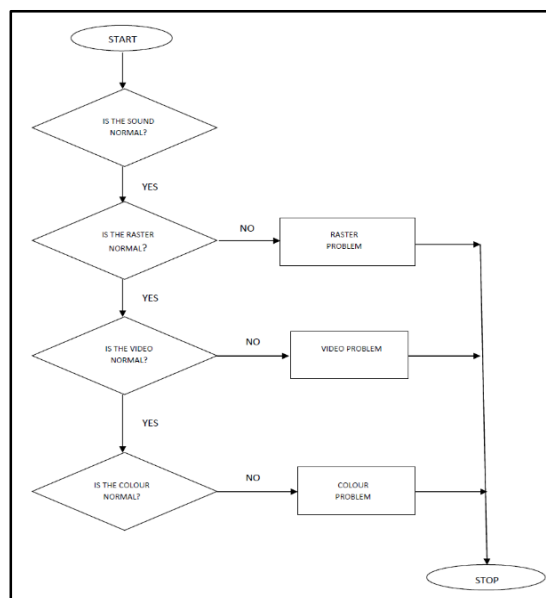 START
IS THE SOUND
NORMAL?
YES
IS THE RASTER
NORMAL?
NO
RASTER
PROBLEM
YES
IS THE VIDEO
NORMAL?
NO
VIDEO PROBLEM
YES
IS THE COLOUR
NORMAL?
NO
COLOUR
PROBLEM
STOP